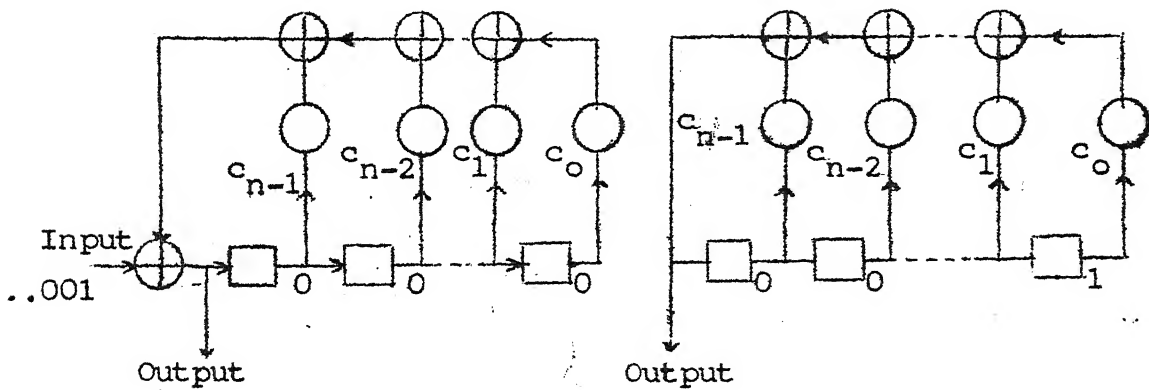 c_{n-1} c_{n-2} c_1 c_o
Input
..001
0 0 0
Output
c_{n-1} c_{n-2} c_1 c_o
0 0 1
Output